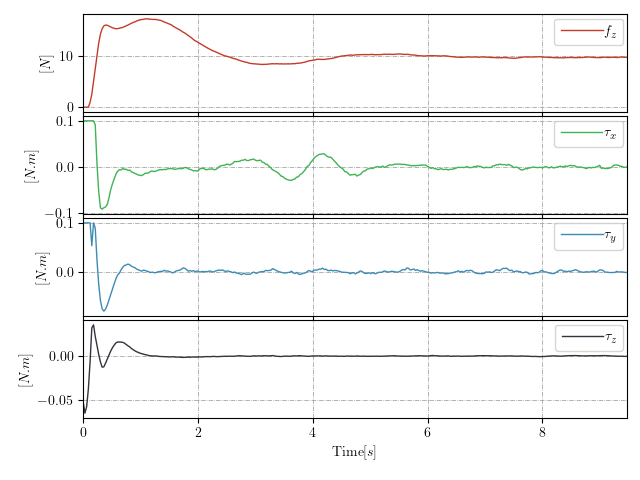 [N]
10
0
f_z
[N.m]
0.1
0.0
−0.1
τ_x
[N.m]
0.1
0.0
τ_y
[N.m]
0.00
−0.05
τ_z
0 2 4 6 8
Time[s]